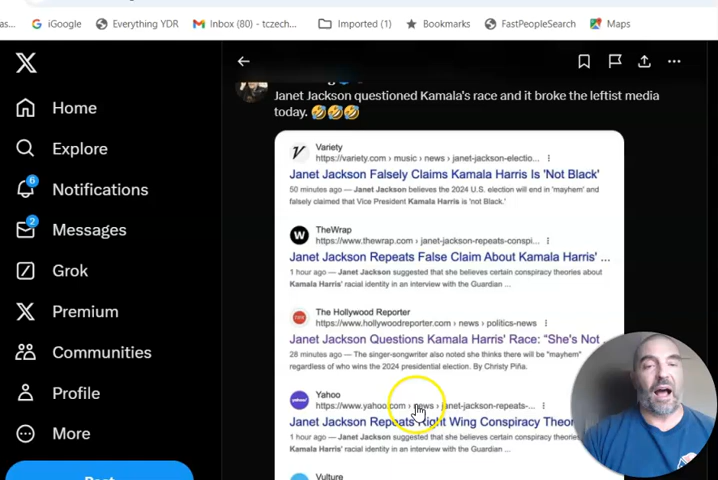 iGoogle
Everything YDR
Inbox (80) - tczech...
Imported (1)
Bookmarks
FastPeopleSearch
Maps
Home
Explore
6
Notifications
2
Messages
Grok
Premium
Communities
Profile
More
Janet Jackson questioned Kamala's race and it broke the leftist media
today. 🤣🤣🤣
Variety
https://variety.com › music › news › janet-jackson-electio...
Janet Jackson Falsely Claims Kamala Harris Is 'Not Black'
50 minutes ago — Janet Jackson believes the 2024 U.S. election will end in 'mayhem' and
falsely claimed that Vice President Kamala Harris is 'not Black.'
TheWrap
https://www.thewrap.com › janet-jackson-repeats-conspi...
Janet Jackson Repeats False Claim About Kamala Harris' ...
1 hour ago — Janet Jackson suggested that she believes certain conspiracy theories about
Kamala Harris' racial identity in an interview with the Guardian ...
The Hollywood Reporter
https://www.hollywoodreporter.com › news › politics-news
Janet Jackson Questions Kamala Harris' Race: "She's Not
28 minutes ago — The singer-songwriter also noted she thinks there will be "mayhem"
regardless of who wins the 2024 presidential election. By Christy Piña.
yahoo!
Yahoo
https://www.yahoo.com › news › janet-jackson-repeats-...
Janet Jackson Repeats Right Wing Conspiracy Theor
1 hour ago — Janet Jackson suggested that she believes certain conspiracy theories
Kamala Harris' racial identity in an interview with the Guardian ...
Vulture